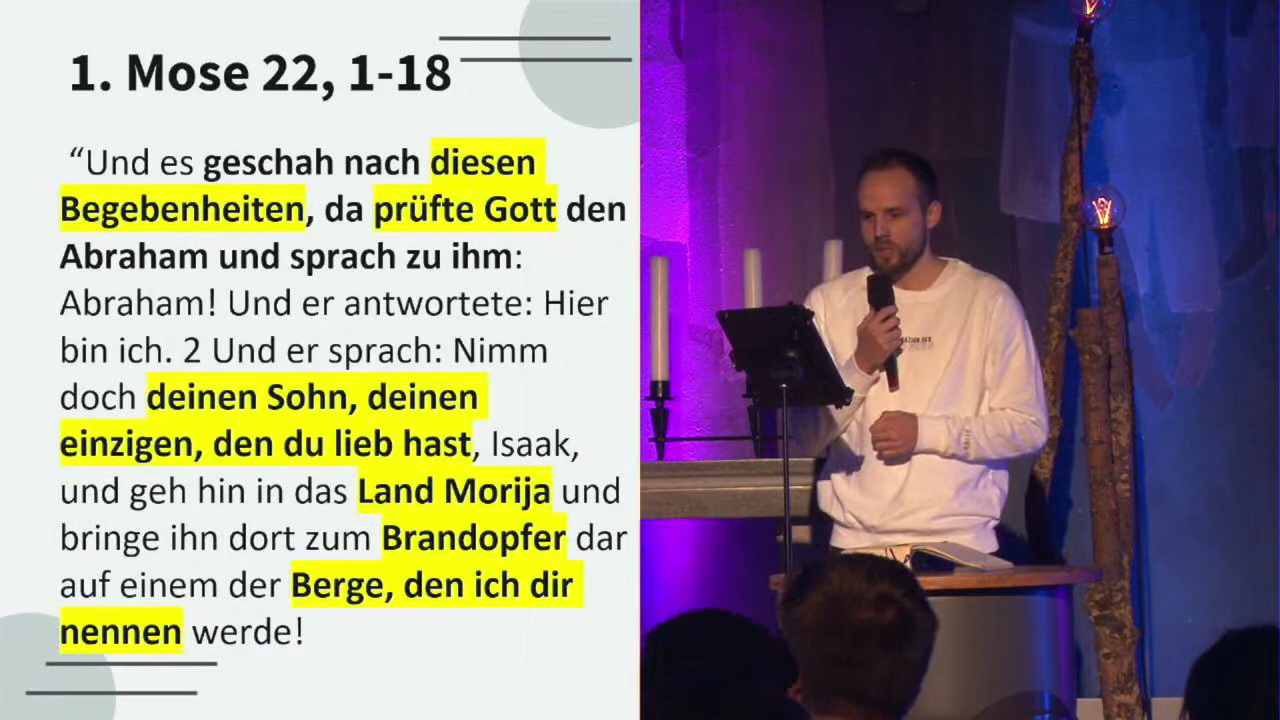 1. Mose 22, 1-18
“Und es geschah nach diesen
Begebenheiten, da prüfte Gott den
Abraham und sprach zu ihm:
Abraham! Und er antwortete: Hier
bin ich. 2 Und er sprach: Nimm
doch deinen Sohn, deinen
einzigen, den du lieb hast, Isaak,
und geh hin in das Land Morija und
bringe ihn dort zum Brandopfer dar
auf einem der Berge, den ich dir
nennen werde!